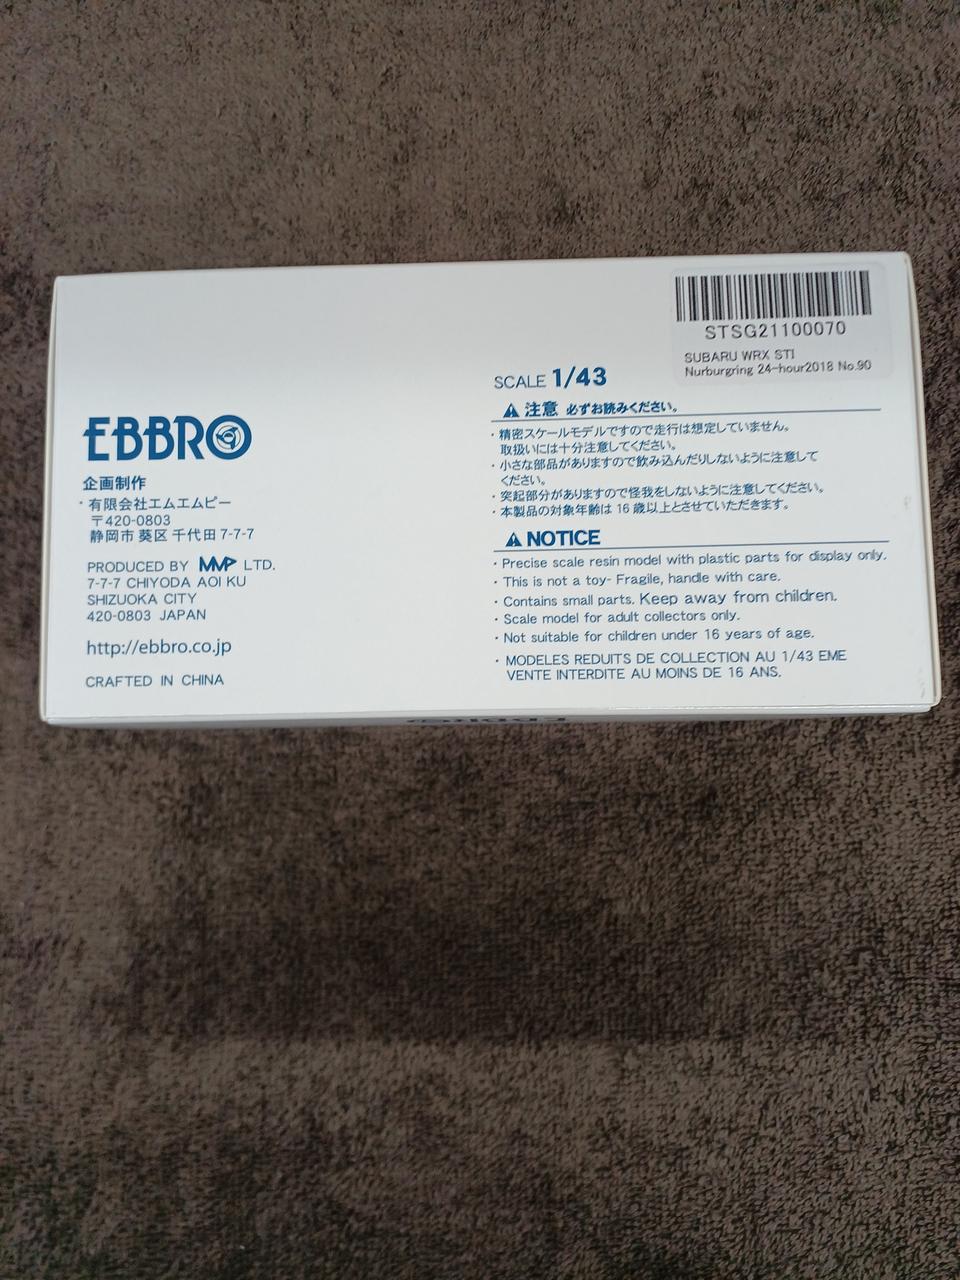 STSG21100070
SUBARU WRX STI
Nurburgring 24-hour2018 No.90
EBBRO
企画制作
・有限会社エムエムピー
〒420-0803
静岡市 葵区 千代田 7-7-7
PRODUCED BY MMP LTD.
7-7-7 CHIYODA AOI KU
SHIZUOKA CITY
420-0803 JAPAN
http://ebbro.co.jp
CRAFTED IN CHINA
SCALE 1/43
注意 必ずお読みください。
・精密スケールモデルですので走行は想定していません。
取扱いには十分注意してください。
・小さな部品がありますので飲み込んだりしないように注意して
ください。
・突起部分がありますので怪我をしないように注意してください。
・本製品の対象年齢は 16 歳以上とさせていただきます。
NOTICE
・Precise scale resin model with plastic parts for display only.
・This is not a toy- Fragile, handle with care.
・Contains small parts. Keep away from children.
・Scale model for adult collectors only.
・Not suitable for children under 16 years of age.
・MODELES REDUITS DE COLLECTION AU 1/43 EME
VENTE INTERDITE AU MOINS DE 16 ANS.
EBBRO